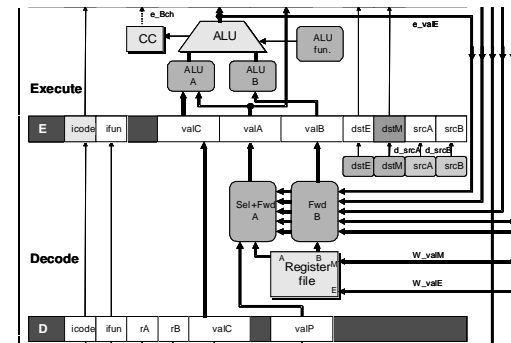 e_Bch
e_valE
CC
ALU
ALU
fun.
ALU
A
ALU
B
Execute
E
icode
ifun
valC
valA
valB
dstE
dstM
srcA
srcB
d_srcA
d_srcB
dstE
dstM
srcA
srcB
Sel+Fwd
A
Fwd
B
Decode
A
B
Register
file
M
E
W_valM
W_valE
D
icode
ifun
rA
rB
valC
valP